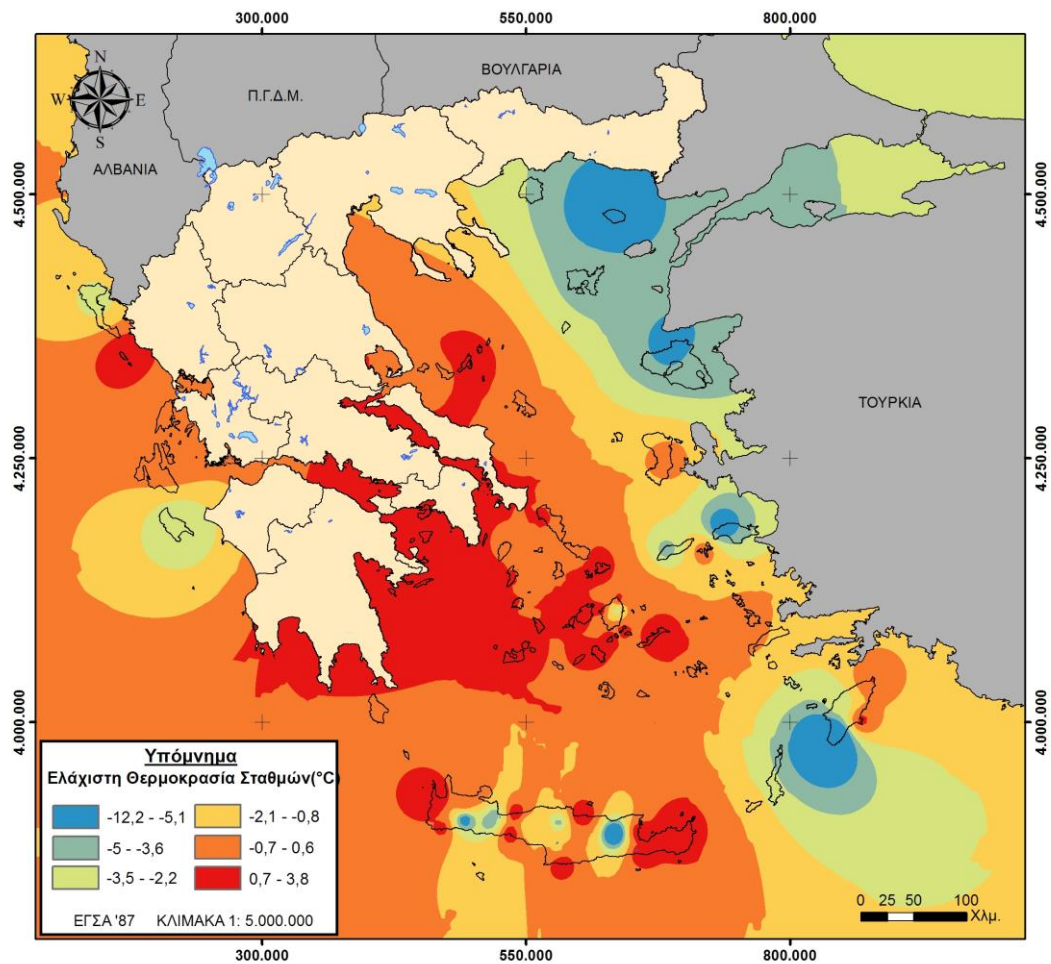 300.000 550.000 800.000
N
W E
S
ΒΟΥΛΓΑΡΙΑ
Π.Γ.Δ.Μ.
ΑΛΒΑΝΙΑ
4.500.000 4.500.000
ΤΟΥΡΚΙΑ
4.250.000 4.250.000
4.000.000 4.000.000
Υπόμνημα
Ελάχιστη Θερμοκρασία Σταθμών(°C)
-12,2 - -5,1 -2,1 - -0,8
-5 - -3,6 -0,7 - 0,6
-3,5 - -2,2 0,7 - 3,8
ΕΓΣΑ '87 ΚΛΙΜΑΚΑ 1: 5.000.000
0 25 50 100
Χλμ.
300.000 550.000 800.000